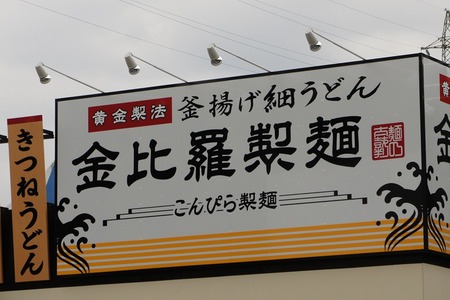 黄金製法
釜揚げ細うどん
金比羅製麺
こんぴら製麺
きつねうどん